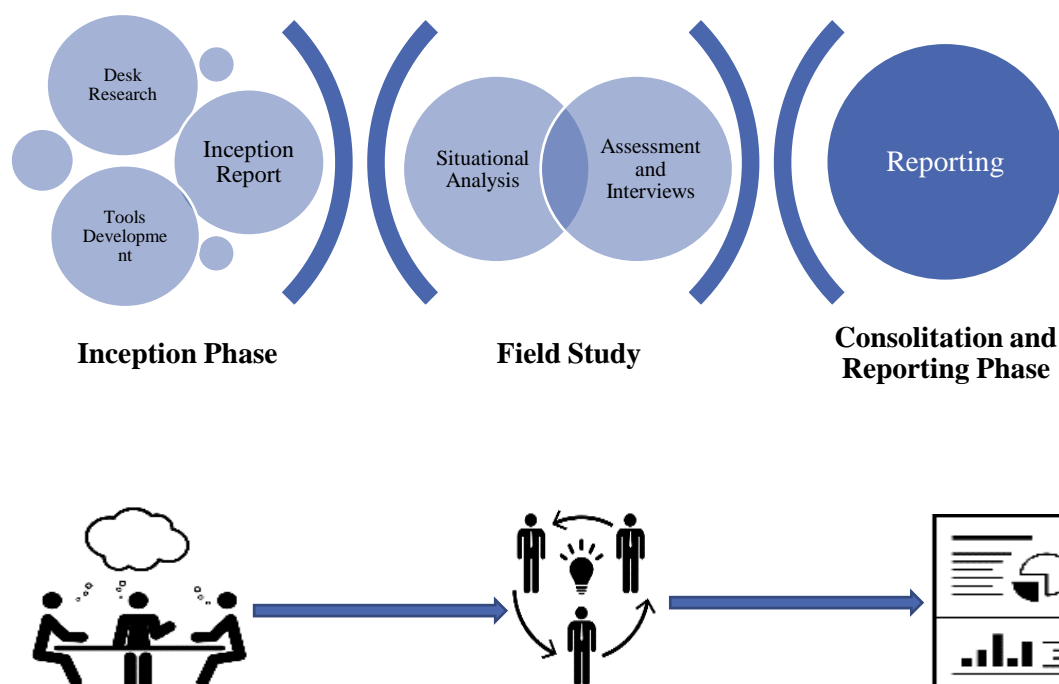 Desk
Research
Inception
Report
Tools
Developme
nt
Situational
Analysis
Assessment
and
Interviews
Reporting
Inception Phase
Field Study
Consolitation and
Reporting Phase